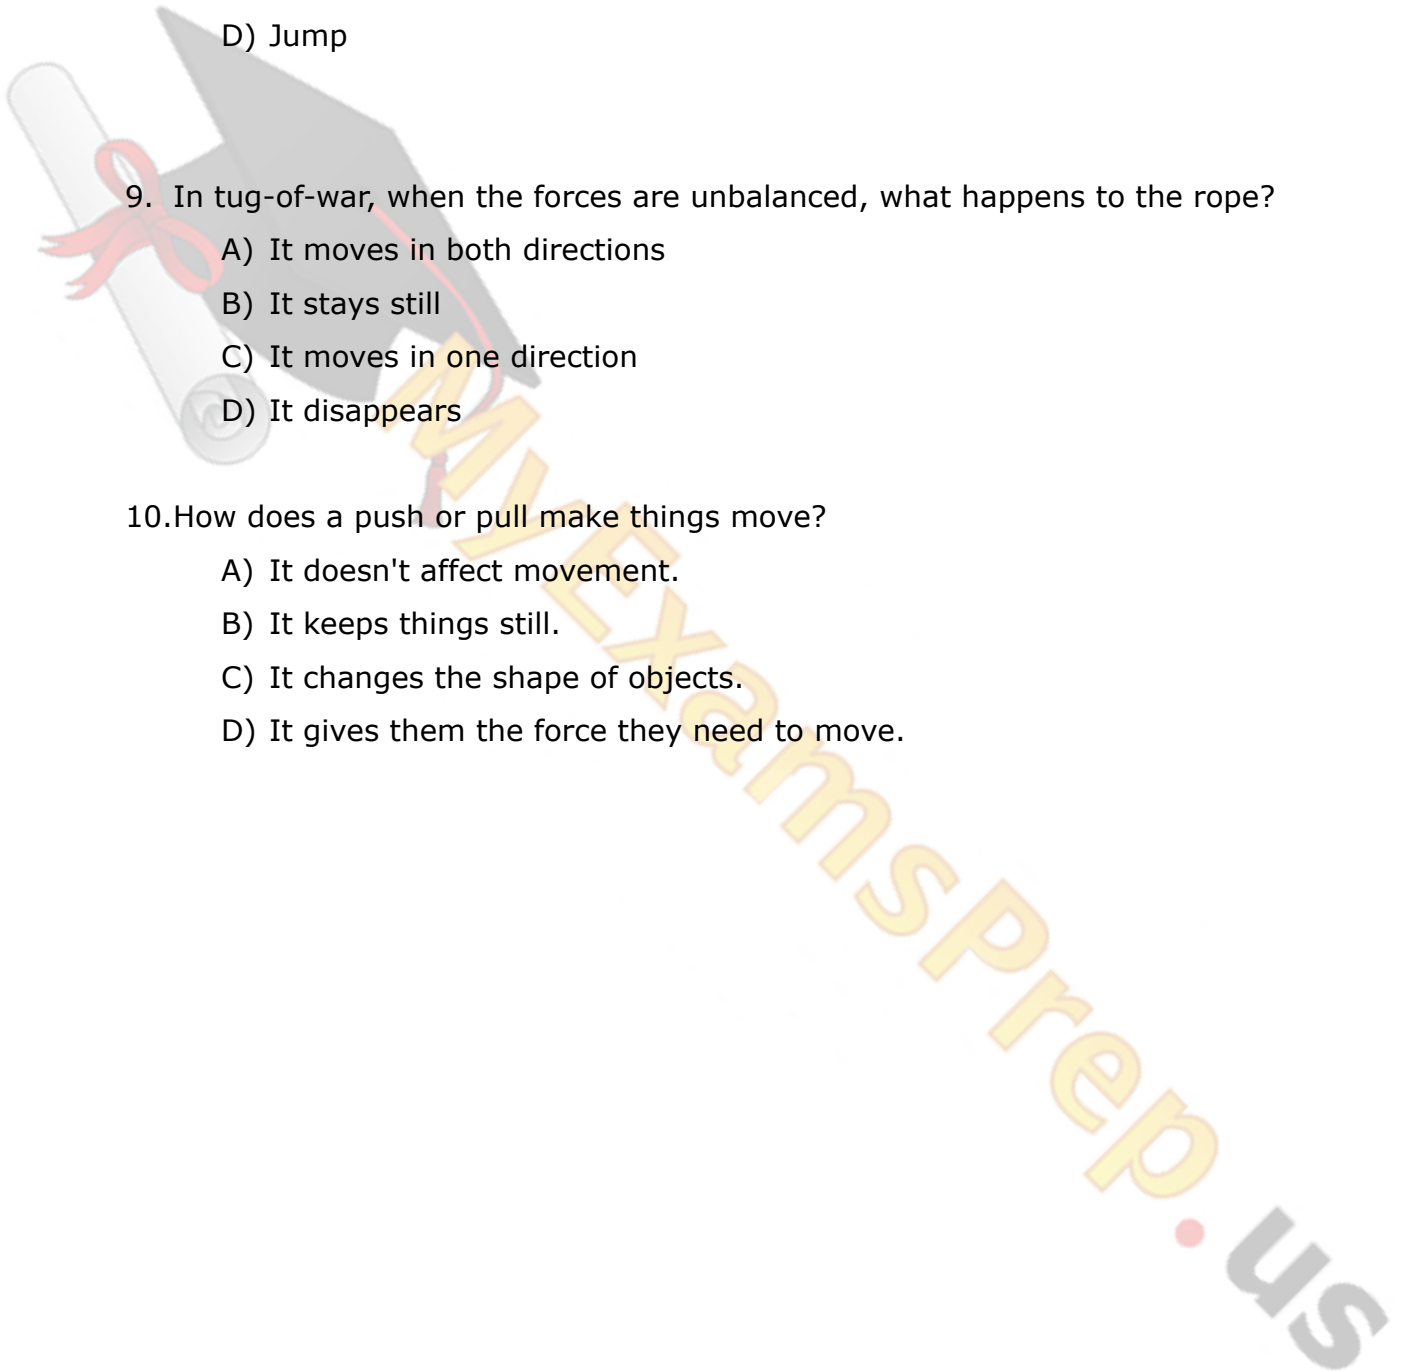 D) Jump
9. In tug-of-war, when the forces are unbalanced, what happens to the rope?
A) It moves in both directions
B) It stays still
C) It moves in one direction
D) It disappears
10.How does a push or pull make things move?
A) It doesn't affect movement.
B) It keeps things still.
C) It changes the shape of objects.
D) It gives them the force they need to move.
MyExamsPrep.us